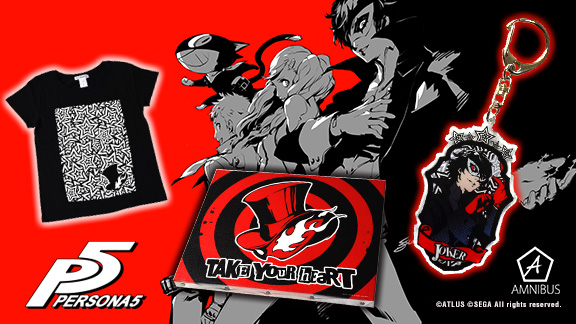 TAKE YOUR HEART
JOKER
P5
PERSONA5
A
AMNIBUS
©ATLUS ©SEGA All rights reserved.